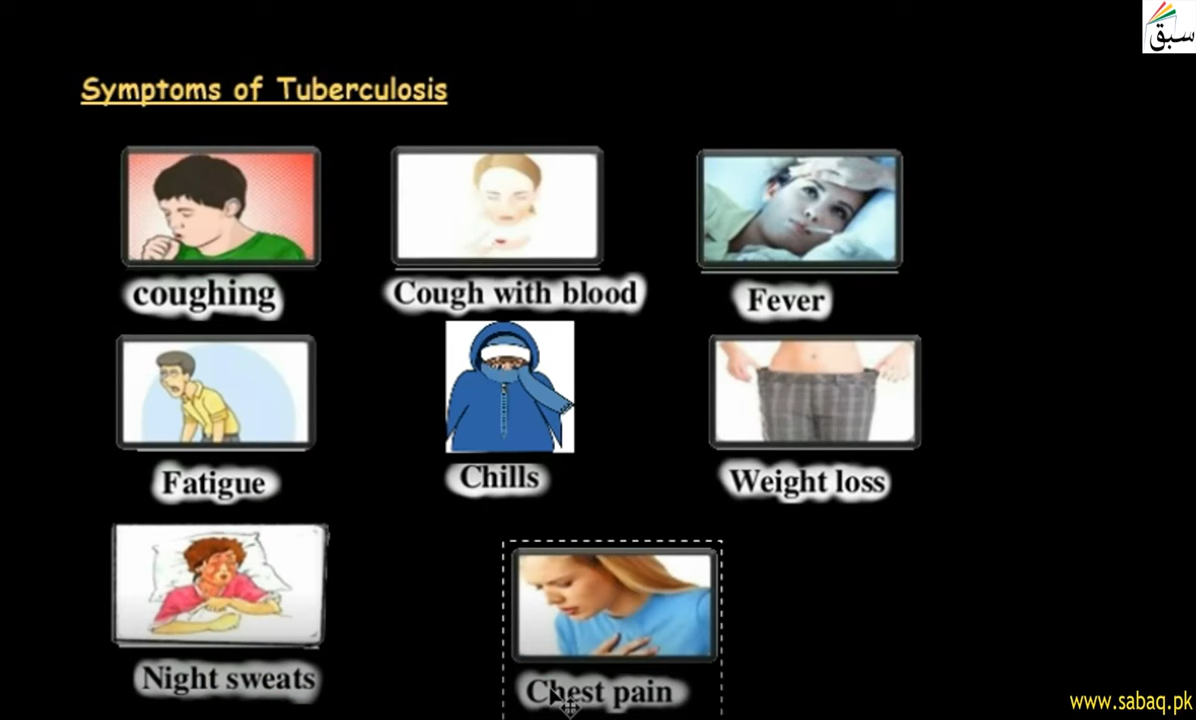 سبق
Symptoms of Tuberculosis
coughing
Cough with blood
Fever
Fatigue
Chills
Weight loss
Night sweats
Chest pain
www.sabaq.pk